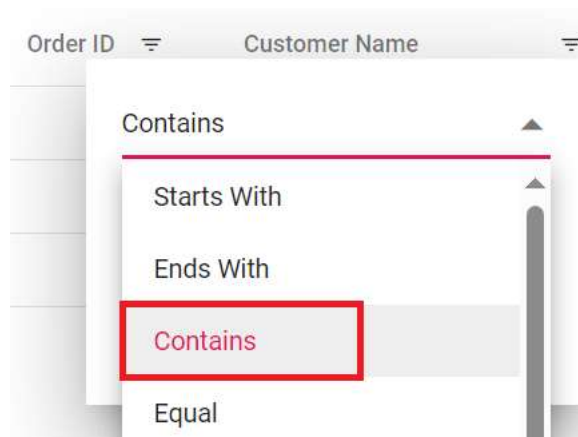 Order ID Customer Name
Contains
Starts With
Ends With
Contains
Equal